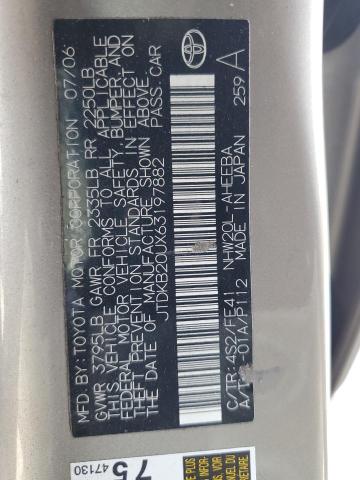 MFD.BY:TOYOTA MOTOR CORPORATION 07/06
GVWR 3795LB GAWR FR 2335LB RR 2250LB
THIS VEHICLE CONFORMS TO ALL APPLICABLE
FEDERAL MOTOR VEHICLE SAFETY, BUMPER, AND
THEFT PREVENTION STANDARDS IN EFFECT ON
THE DATE OF MANUFACTURE SHOWN ABOVE.
JTDKB20UX63197882 PASS.CAR
C/TR:4S2/FE41 NHW20L-AHEEBA
A/TM:-01A/P112 MADE IN JAPAN 259 A
75
47130